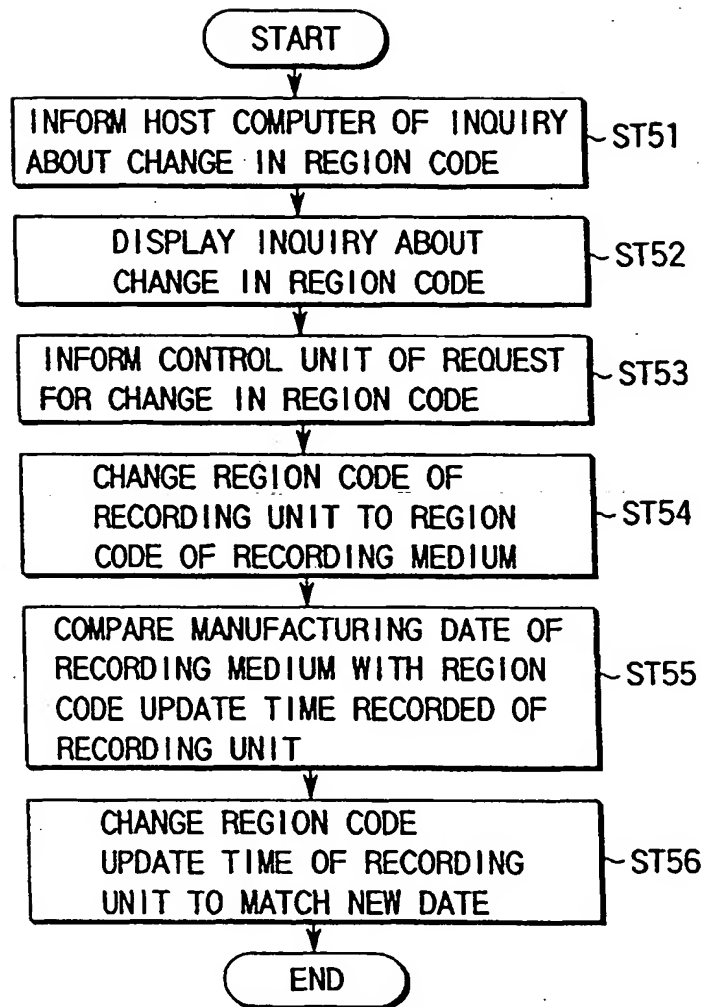 START
INFORM HOST COMPUTER OF INQUIRY
ABOUT CHANGE IN REGION CODE
ST51
DISPLAY INQUIRY ABOUT
CHANGE IN REGION CODE
ST52
INFORM CONTROL UNIT OF REQUEST
FOR CHANGE IN REGION CODE
ST53
CHANGE REGION CODE OF
RECORDING UNIT TO REGION
CODE OF RECORDING MEDIUM
ST54
COMPARE MANUFACTURING DATE OF
RECORDING MEDIUM WITH REGION
CODE UPDATE TIME RECORDED OF
RECORDING UNIT
ST55
CHANGE REGION CODE
UPDATE TIME OF RECORDING
UNIT TO MATCH NEW DATE
ST56
END